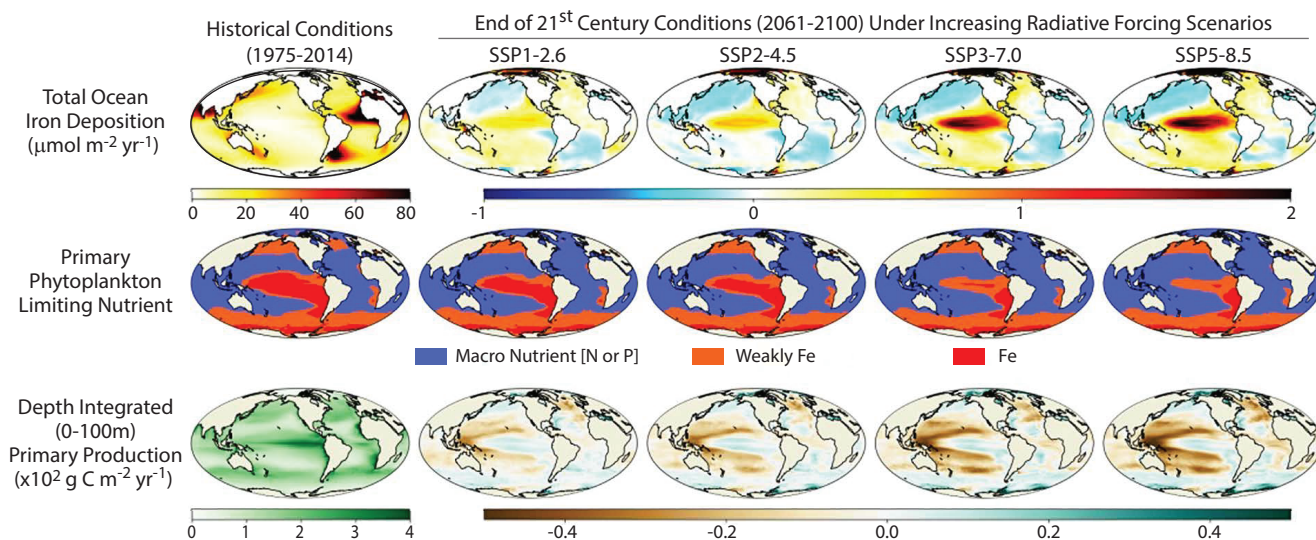 Historical Conditions
(1975-2014)
End of 21st Century Conditions (2061-2100) Under Increasing Radiative Forcing Scenarios
SSP1-2.6 SSP2-4.5 SSP3-7.0 SSP5-8.5
Total Ocean
Iron Deposition
(μmol m-2 yr-1)
0 20 40 60 80
-1 0 1 2
Primary
Phytoplankton
Limiting Nutrient
Macro Nutrient [N or P] Weakly Fe Fe
Depth Integrated
(0-100m)
Primary Production
(x102 g C m-2 yr-1)
0 1 2 3 4
-0.4 -0.2 0.0 0.2 0.4